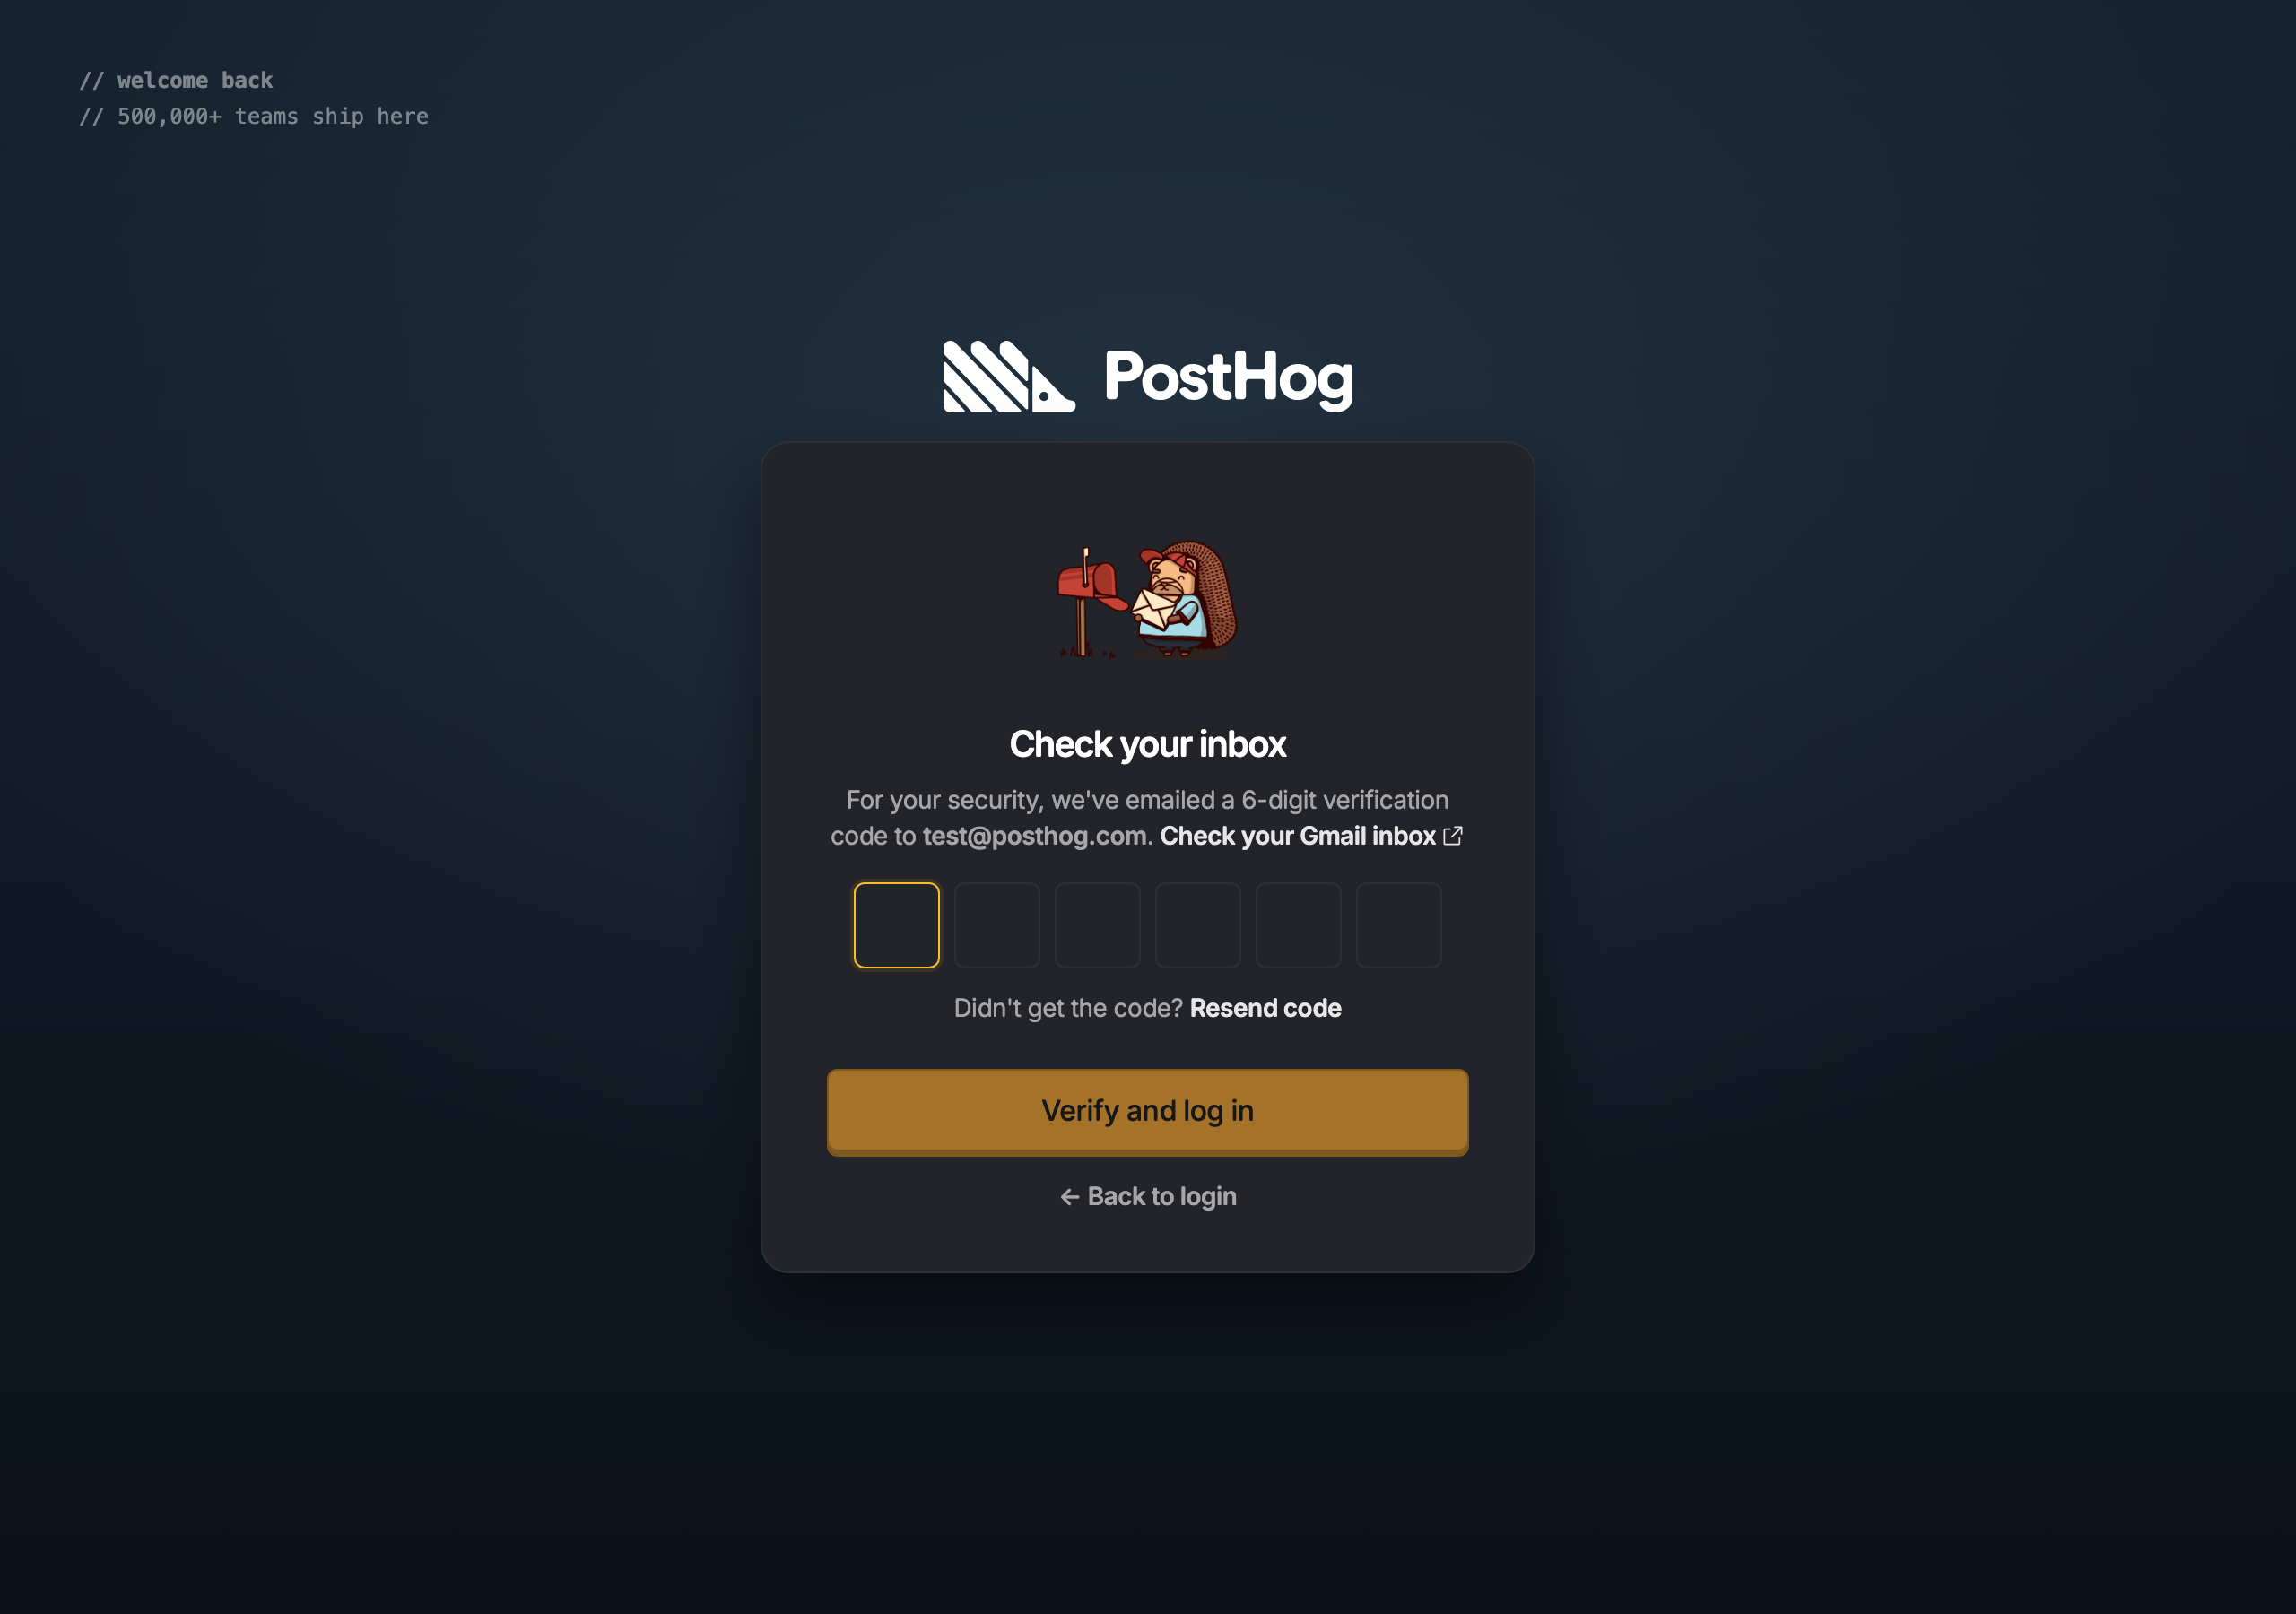 // welcome back
// 500,000+ teams ship here
PostHog
Check your inbox
For your security, we've emailed a 6-digit verification
code to test@posthog.com. Check your Gmail inbox
Didn't get the code? Resend code
Verify and log in
← Back to login